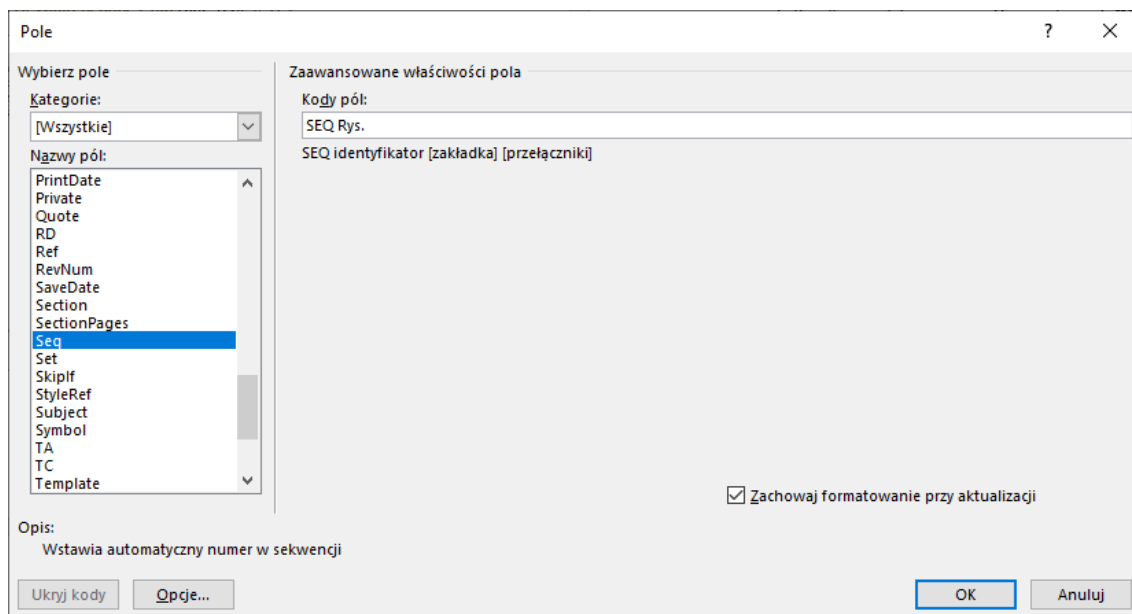 Pole
?
Wybierz pole
Kategorie:
[Wszystkie]
Nazwy pól:
PrintDate
Private
Quote
RD
Ref
RevNum
SaveDate
Section
SectionPages
Seq
Set
SkipIf
StyleRef
Subject
Symbol
TA
TC
Template
Zaawansowane właściwości pola
Kody pól:
SEQ Rys.
SEQ identyfikator [zakładka] [przełączniki]
Zachowaj formatowanie przy aktualizacji
Opis:
Wstawia automatyczny numer w sekwencji
Ukryj kody
Opcje...
OK
Anuluj